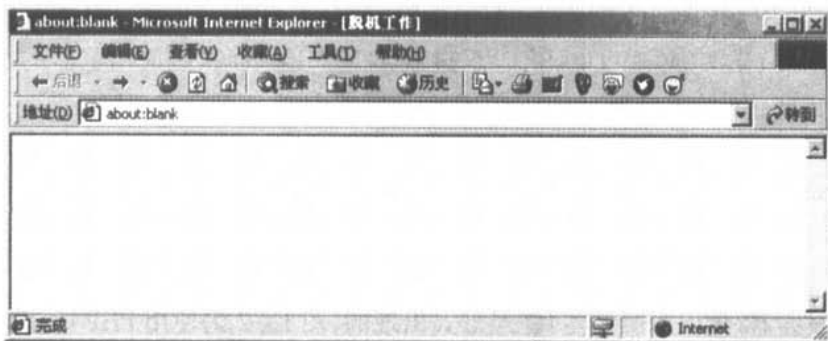 about:blank - Microsoft Internet Explorer - [脱机工作]
文件(F) 编辑(E) 查看(V) 收藏(A) 工具(T) 帮助(H)
后退 搜索 收藏 历史
地址(D) about:blank 转到
完成 Internet